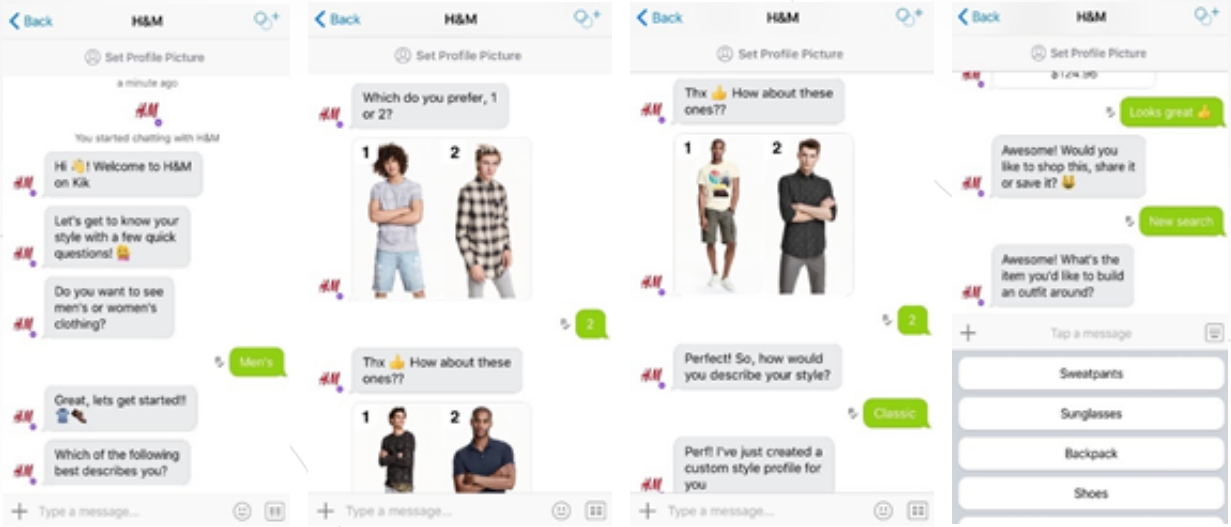 Back
H&M
Set Profile Picture
a minute ago
H&M
You started chatting with H&M
Hi 👋! Welcome to H&M
on Kik
Let's get to know your
style with a few quick
questions! 😀
Do you want to see
men's or women's
clothing?
Men's
Great, lets get started!!
👕👞
Which of the following
best describes you?
Type a message...
Back
H&M
Set Profile Picture
Which do you prefer, 1
or 2?
1 2
2
Thx 👍 How about these
ones??
1 2
Type a message...
Back
H&M
Set Profile Picture
Thx 👍 How about these
ones??
1 2
2
Perfect! So, how would
you describe your style?
Classic
Perf! I've just created a
custom style profile for
you
Type a message...
Back
H&M
Set Profile Picture
$124.96
Looks great 👍
Awesome! Would you
like to shop this, share it
or save it? 😀
New search
Awesome! What's the
item you'd like to build
an outfit around?
Tap a message
Sweatpants
Sunglasses
Backpack
Shoes